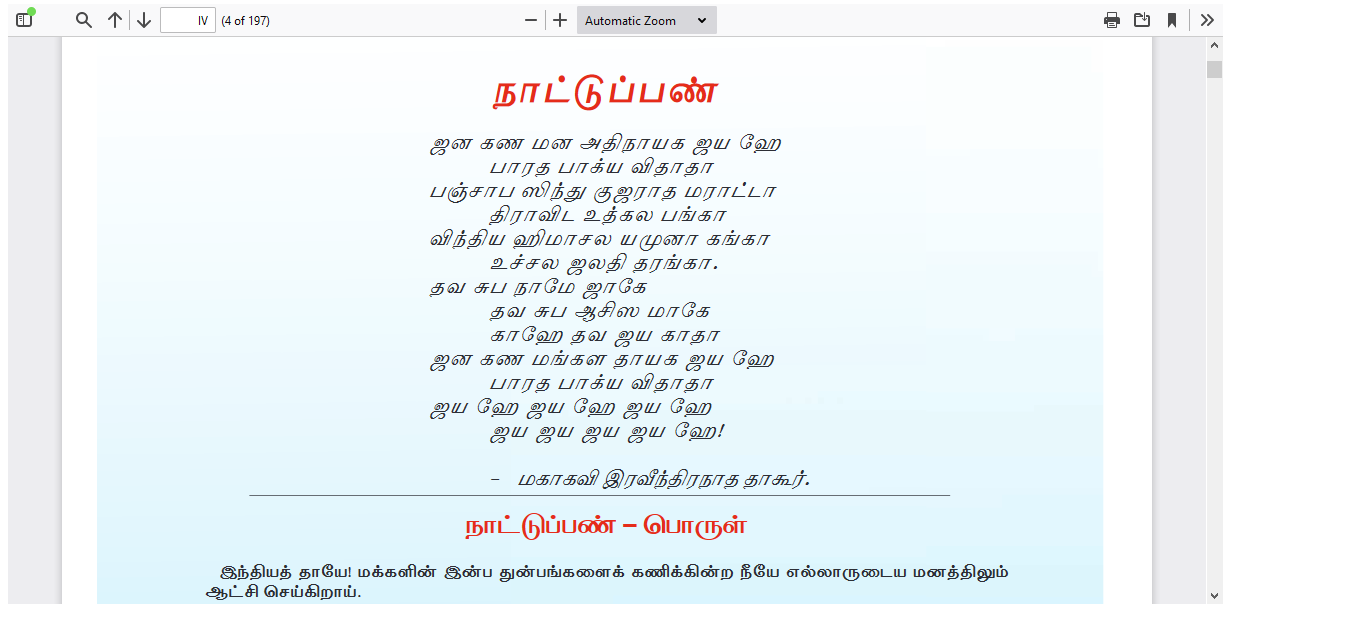 IV (4 of 197) Automatic Zoom
நாட்டுப்பண்
ஜன கண மன அதிநாயக ஜய ஹே
பாரத பாக்ய விதாதா
பஞ்சாப ஸிந்து குஜராத மராட்டா
திராவிட உத்கல பங்கா
விந்திய ஹிமாசல யமுனா கங்கா
உச்சல ஜலதி தரங்கா.
தவ சுப நாமே ஜாகே
தவ சுப ஆசிஸ மாகே
காஹே தவ ஜய காதா
ஜன கண மங்கள தாயக ஜய ஹே
பாரத பாக்ய விதாதா
ஜய ஹே ஜய ஹே ஜய ஹே
ஜய ஜய ஜய ஜய ஹே!
– மகாகவி இரவீந்திரநாத தாகூர்.
நாட்டுப்பண் – பொருள்
இந்தியத் தாயே! மக்களின் இன்ப துன்பங்களைக் கணிக்கின்ற நீயே எல்லாருடைய மனத்திலும்
ஆட்சி செய்கிறாய்.